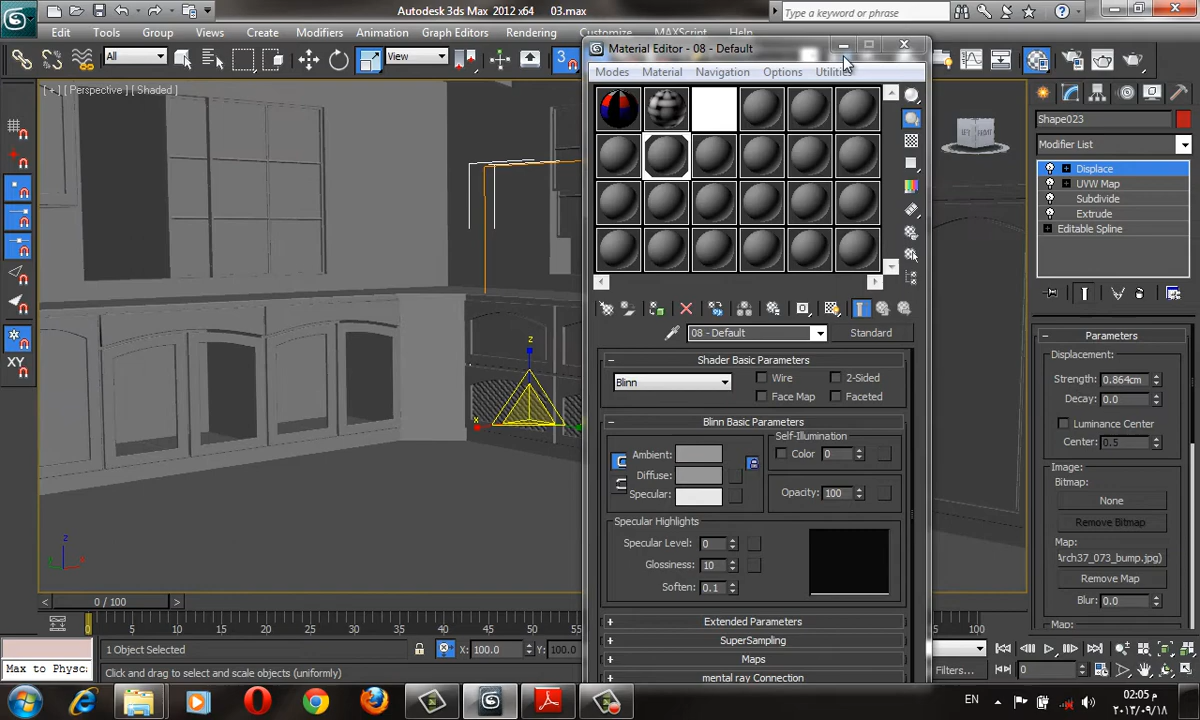 Autodesk 3ds Max 2012 x64    03.max
Type a keyword or phrase
Edit Tools Group Views Create Modifiers Animation Graph Editors Rendering MAXScript
All
View
3
Material Editor - 08 - Default
Modes Material Navigation Options Utilities
[ + ] [ Perspective ] [ Shaded ]
Shape023
Modifier List
Displace
UVW Map
Subdivide
Extrude
Editable Spline
08 - Default
Standard
Shader Basic Parameters
Blinn
Wire
2-Sided
Face Map
Faceted
Blinn Basic Parameters
Self-Illumination
Ambient:
Color 0
Diffuse:
Specular:
Opacity: 100
Specular Highlights
Specular Level: 0
Glossiness: 10
Soften: 0.1
Extended Parameters
SuperSampling
Maps
mental ray Connection
Parameters
Displacement:
Strength: 0.864cm
Decay: 0.0
Luminance Center
Center: 0.5
Image:
Bitmap:
None
Remove Bitmap
Map:
Arch37_073_bump.jpg)
Remove Map
Blur: 0.0
Map:
XY
z
x
z
0 / 100
0 5 10 15 20 25 30 35 40 45 50 55
100
1 Object Selected
X: 100.0
Y: 100.0
Max to Physc
Click and drag to select and scale objects (uniformly)
Filters...
0
EN
02:05 م
٢٠١٣/٠٩/١٨